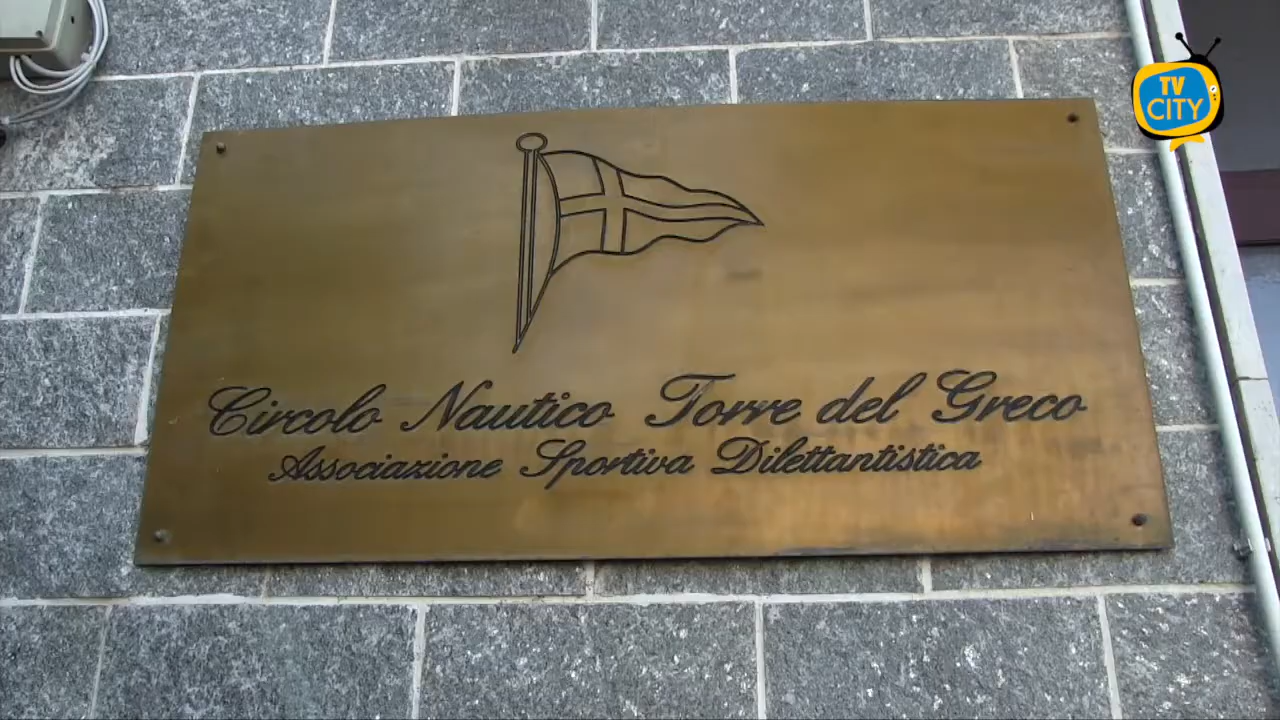 TV
CITY
Circolo Nautico Torre del Greco
Associazione Sportiva Dilettantistica